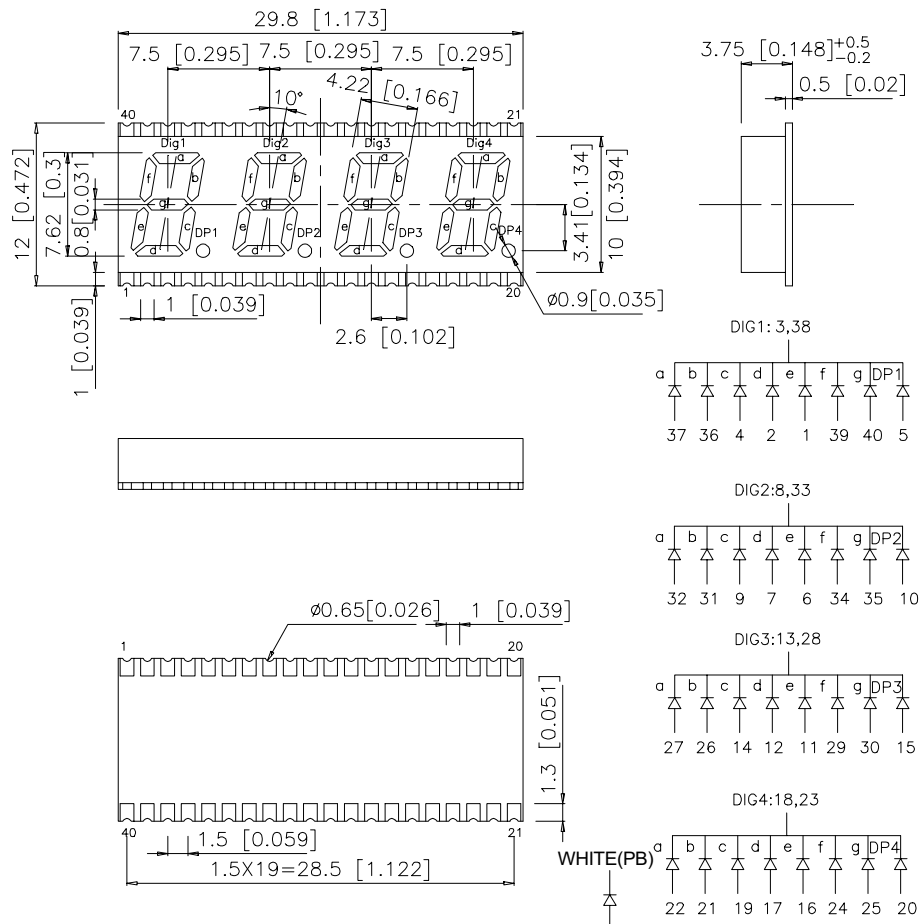 29.8 [1.173]
7.5 [0.295]
7.5 [0.295]
7.5 [0.295]
4.22 [0.166]
10°
40
21
Dig1
Dig2
Dig3
Dig4
a
a
a
a
f
b
f
b
f
b
f
b
g
g
g
g
e
c
e
c
e
c
e
c
d
d
d
d
DP1
DP2
DP3
DP4
12 [0.472]
7.62 [0.3]
0.8[0.031]
3.41[0.134]
10 [0.394]
1
20
1 [0.039]
1 [0.039]
2.6 [0.102]
ø0.9[0.035]
3.75 [0.148]+0.5 -0.2
0.5 [0.02]
DIG1: 3,38
a b c d e f g DP1
37 36 4 2 1 39 40 5
DIG2:8,33
a b c d e f g DP2
32 31 9 7 6 34 35 10
ø0.65[0.026]
1 [0.039]
1
20
1.3 [0.051]
40
21
1.5 [0.059]
1.5X19=28.5 [1.122]
DIG3:13,28
a b c d e f g DP3
27 26 14 12 11 29 30 15
DIG4:18,23
WHITE(PB)
a b c d e f g DP4
22 21 19 17 16 24 25 20